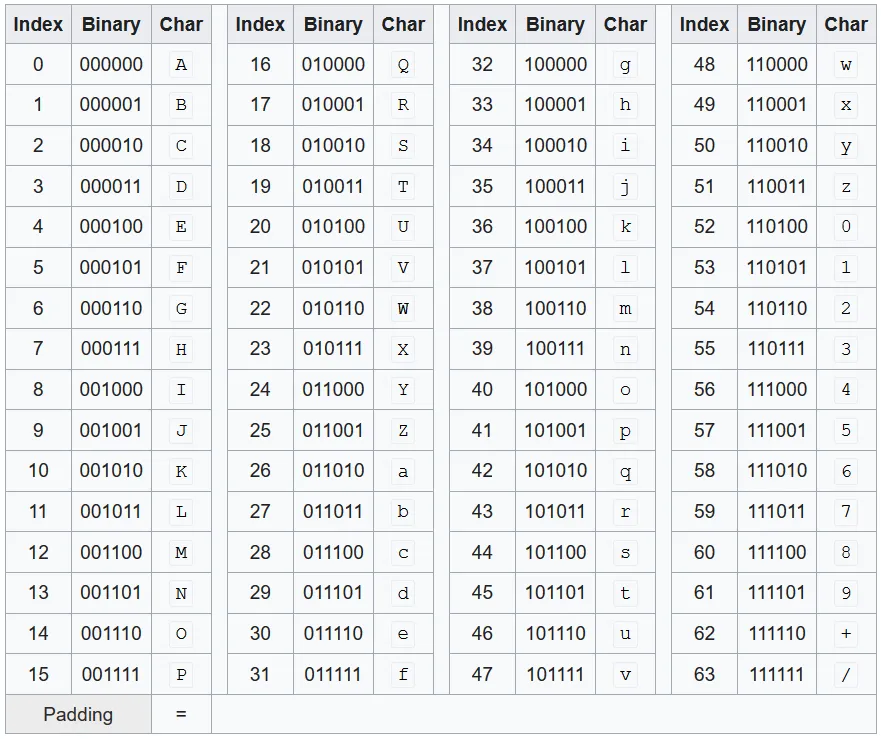 Index Binary Char Index Binary Char Index Binary Char Index Binary Char
0 000000 A 16 010000 Q 32 100000 g 48 110000 w
1 000001 B 17 010001 R 33 100001 h 49 110001 x
2 000010 C 18 010010 S 34 100010 i 50 110010 y
3 000011 D 19 010011 T 35 100011 j 51 110011 z
4 000100 E 20 010100 U 36 100100 k 52 110100 0
5 000101 F 21 010101 V 37 100101 l 53 110101 1
6 000110 G 22 010110 W 38 100110 m 54 110110 2
7 000111 H 23 010111 X 39 100111 n 55 110111 3
8 001000 I 24 011000 Y 40 101000 o 56 111000 4
9 001001 J 25 011001 Z 41 101001 p 57 111001 5
10 001010 K 26 011010 a 42 101010 q 58 111010 6
11 001011 L 27 011011 b 43 101011 r 59 111011 7
12 001100 M 28 011100 c 44 101100 s 60 111100 8
13 001101 N 29 011101 d 45 101101 t 61 111101 9
14 001110 O 30 011110 e 46 101110 u 62 111110 +
15 001111 P 31 011111 f 47 101111 v 63 111111 /
Padding =